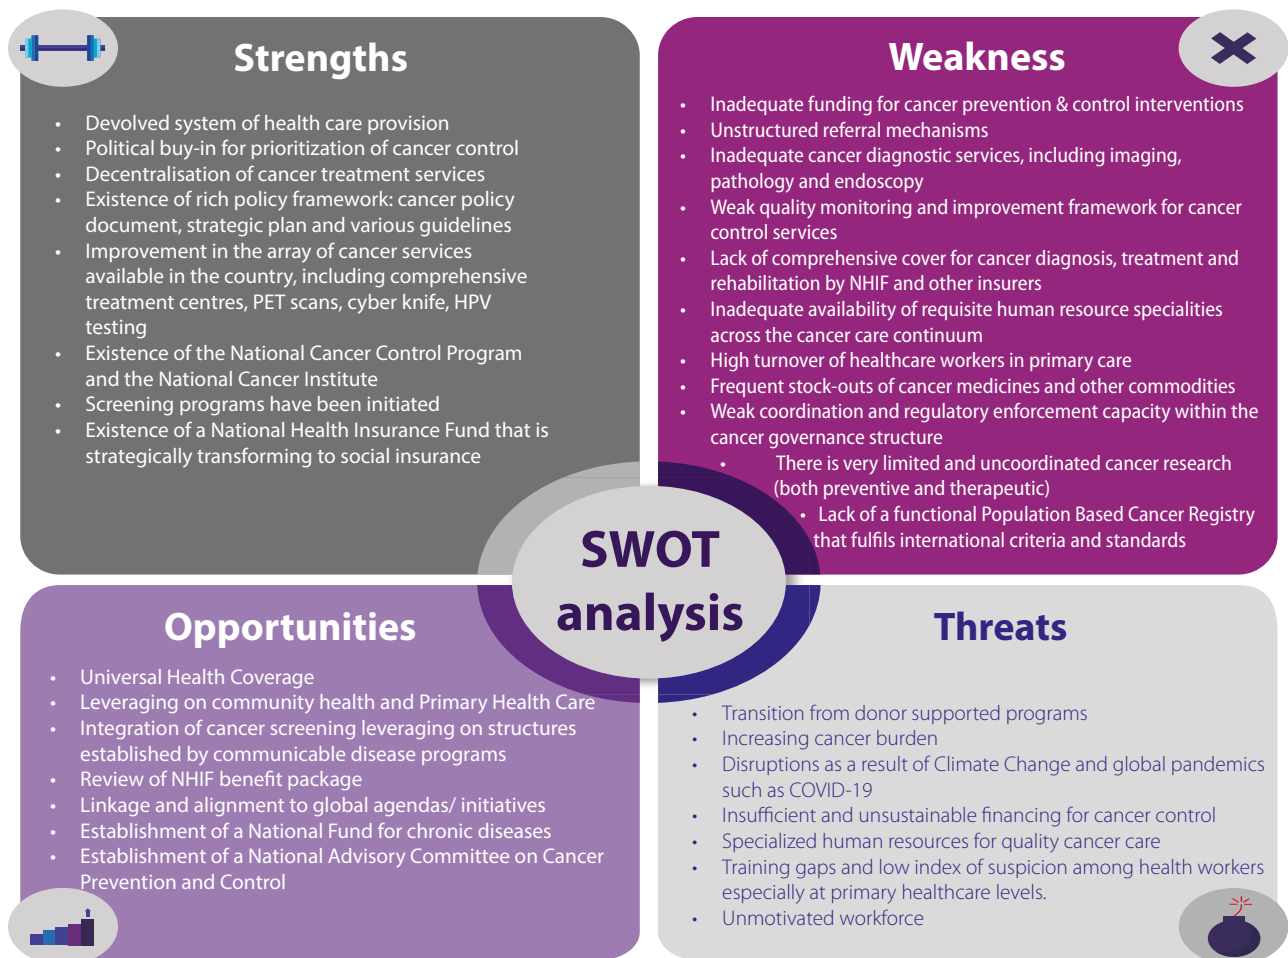 Strengths
• Devolved system of health care provision
• Political buy-in for prioritization of cancer control
• Decentralisation of cancer treatment services
• Existence of rich policy framework: cancer policy
document, strategic plan and various guidelines
• Improvement in the array of cancer services
available in the country, including comprehensive
treatment centres, PET scans, cyber knife, HPV
testing
• Existence of the National Cancer Control Program
and the National Cancer Institute
• Screening programs have been initiated
• Existence of a National Health Insurance Fund that is
strategically transforming to social insurance
Weakness
• Inadequate funding for cancer prevention & control interventions
• Unstructured referral mechanisms
• Inadequate cancer diagnostic services, including imaging,
pathology and endoscopy
• Weak quality monitoring and improvement framework for cancer
control services
• Lack of comprehensive cover for cancer diagnosis, treatment and
rehabilitation by NHIF and other insurers
• Inadequate availability of requisite human resource specialities
across the cancer care continuum
• High turnover of healthcare workers in primary care
• Frequent stock-outs of cancer medicines and other commodities
• Weak coordination and regulatory enforcement capacity within the
cancer governance structure
• There is very limited and uncoordinated cancer research
(both preventive and therapeutic)
• Lack of a functional Population Based Cancer Registry
that fulfils international criteria and standards
SWOT
analysis
Opportunities
• Universal Health Coverage
• Leveraging on community health and Primary Health Care
• Integration of cancer screening leveraging on structures
established by communicable disease programs
• Review of NHIF benefit package
• Linkage and alignment to global agendas/ initiatives
• Establishment of a National Fund for chronic diseases
• Establishment of a National Advisory Committee on Cancer
Prevention and Control
Threats
• Transition from donor supported programs
• Increasing cancer burden
• Disruptions as a result of Climate Change and global pandemics
such as COVID-19
• Insufficient and unsustainable financing for cancer control
• Specialized human resources for quality cancer care
• Training gaps and low index of suspicion among health workers
especially at primary healthcare levels.
• Unmotivated workforce